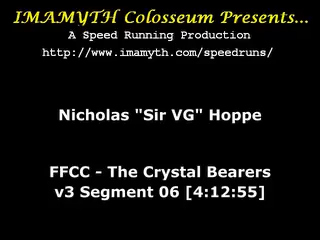 IMAMYTH Colosseum Presents...
A Speed Running Production
http://www.imamyth.com/speedruns/
Nicholas "Sir VG" Hoppe
FFCC - The Crystal Bearers
v3 Segment 06 [4:12:55]